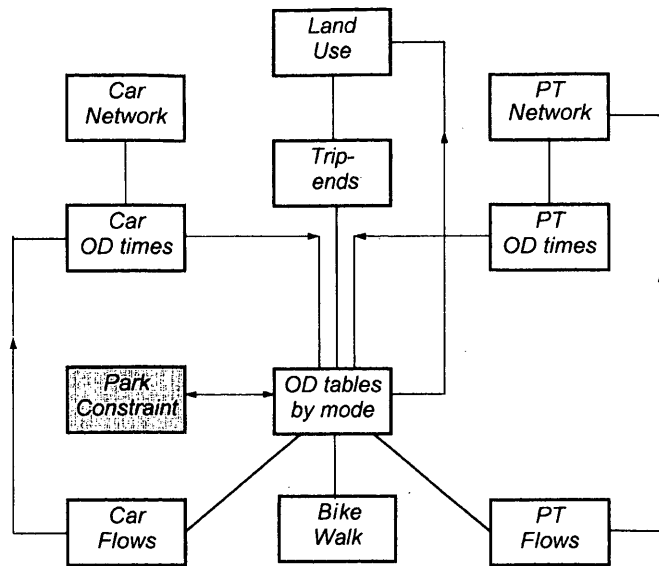 Land
Use
Car
Network
PT
Network
Trip-
ends
Car
OD times
PT
OD times
Park
Constraint
OD tables
by mode
Car
Flows
Bike
Walk
PT
Flows